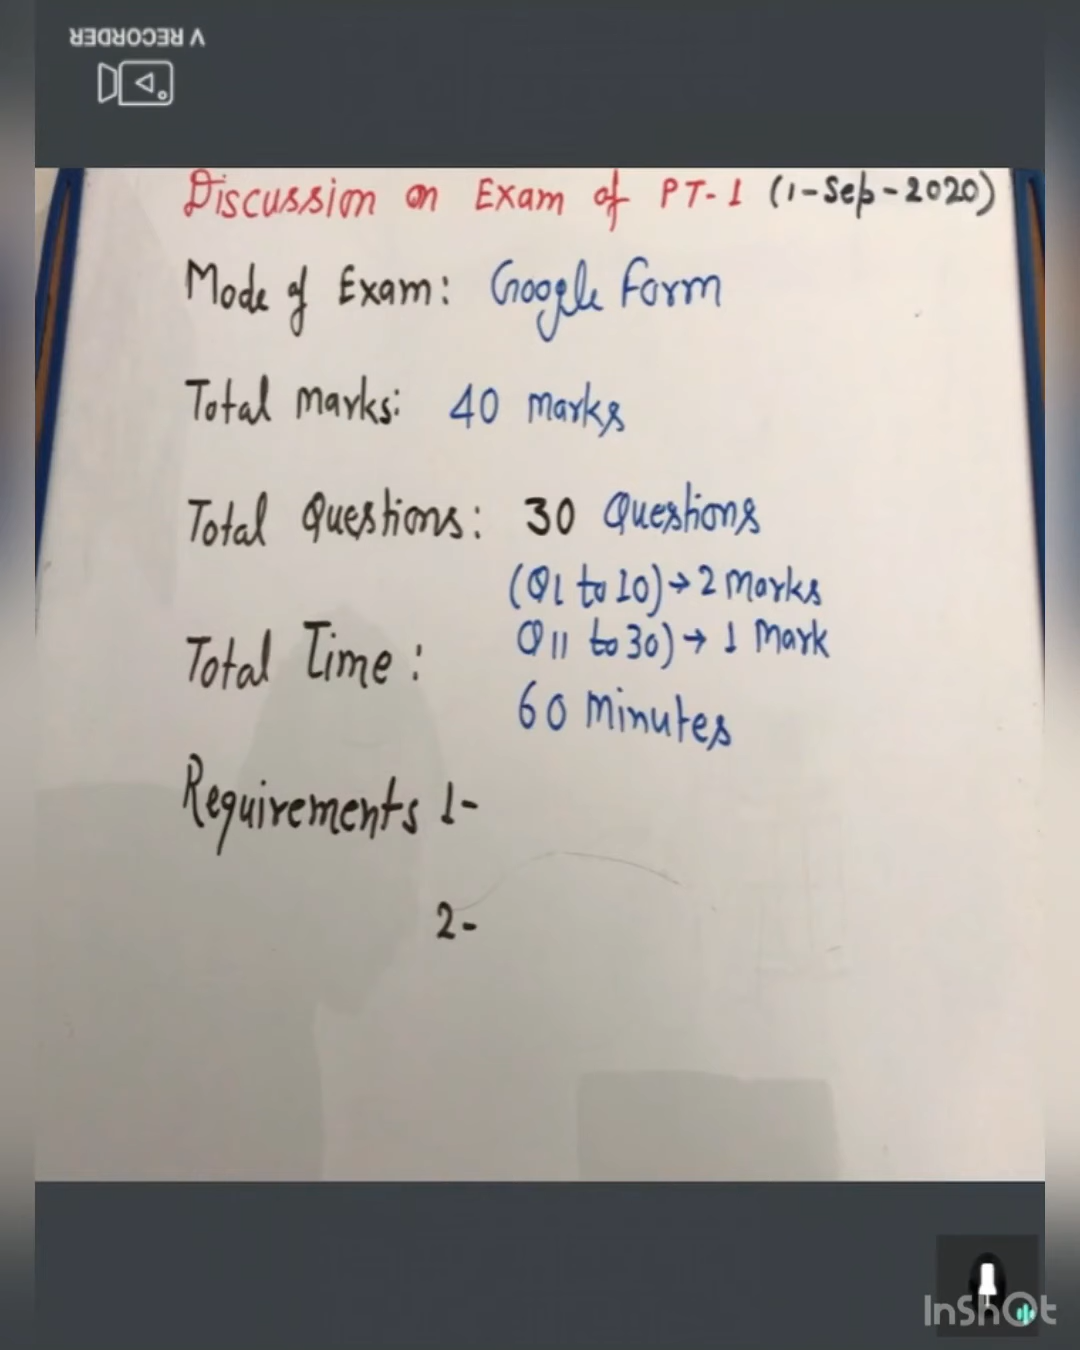 V RECORDER
Discussion on Exam of PT-1 (1-Sep-2020)
Mode of Exam: Google Form
Total Marks: 40 Marks
Total Questions: 30 Questions
(Q1 to 10)→2 Marks
Q11 to 30)→ 1 Mark
Total Time:
60 Minutes
Requirements 1-
2-
InShOt